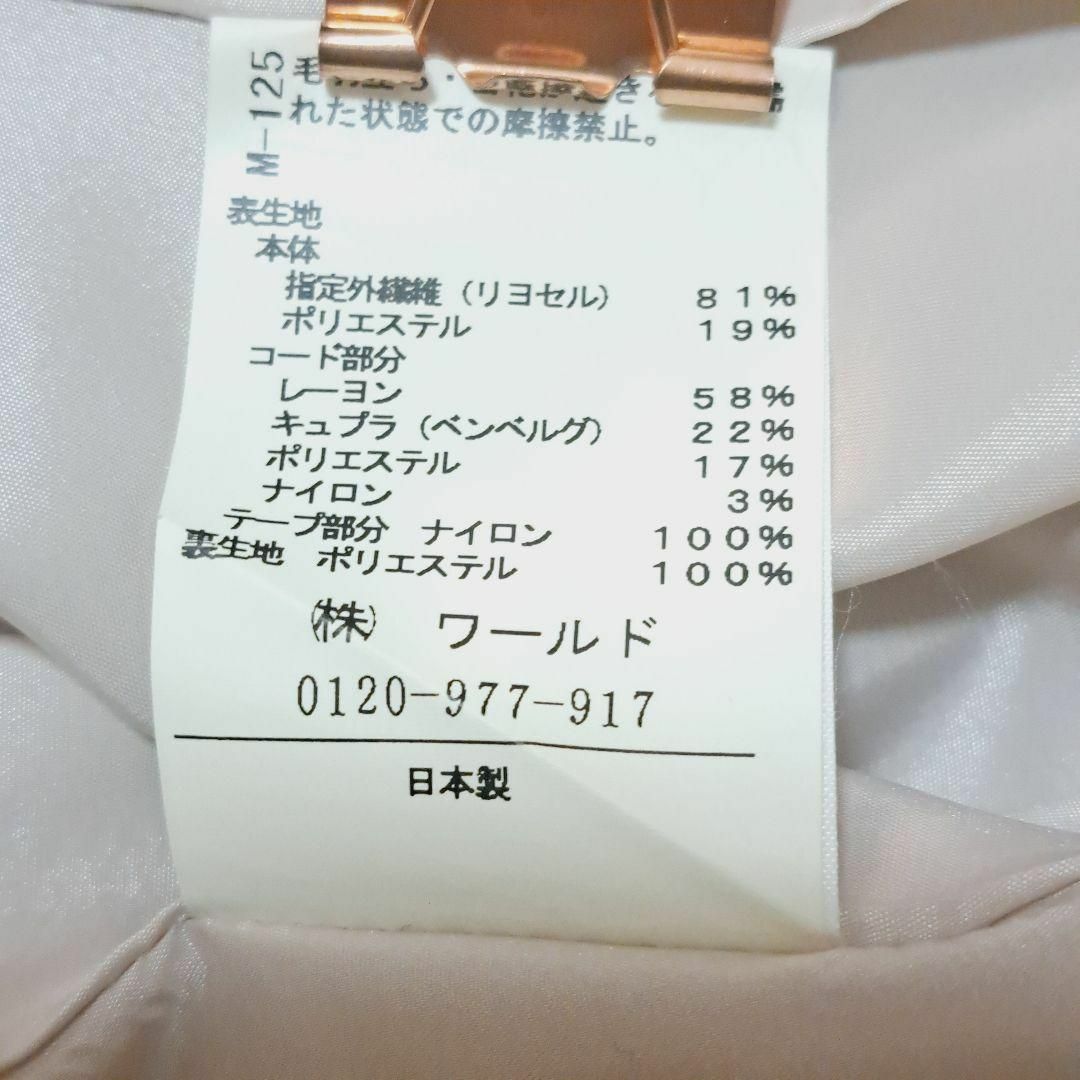 M-125
れた状態での摩擦禁止。
表生地
本体
指定外繊維(リヨセル) 81%
ポリエステル 19%
コード部分
レーヨン 58%
キュプラ(ベンベルグ) 22%
ポリエステル 17%
ナイロン 3%
テープ部分 ナイロン 100%
裏生地 ポリエステル 100%
㈱ ワールド
0120-977-917
日本製